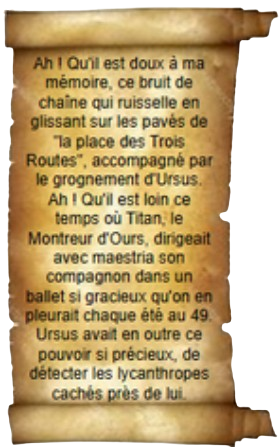 Ah ! Qu'il est doux à ma
mémoire, ce bruit de
chaîne qui ruisselle en
glissant sur les pavés de
"la place des Trois
Routes", accompagné par
le grognement d'Ursus.
Ah ! Qu'il est loin ce
temps où Titan, le
Montreur d'Ours, dirigeait
avec maestria son
compagnon dans un
ballet si gracieux qu'on en
pleurait chaque été au 49.
Ursus avait en outre ce
pouvoir si précieux, de
détecter les lycanthropes
cachés près de lui.